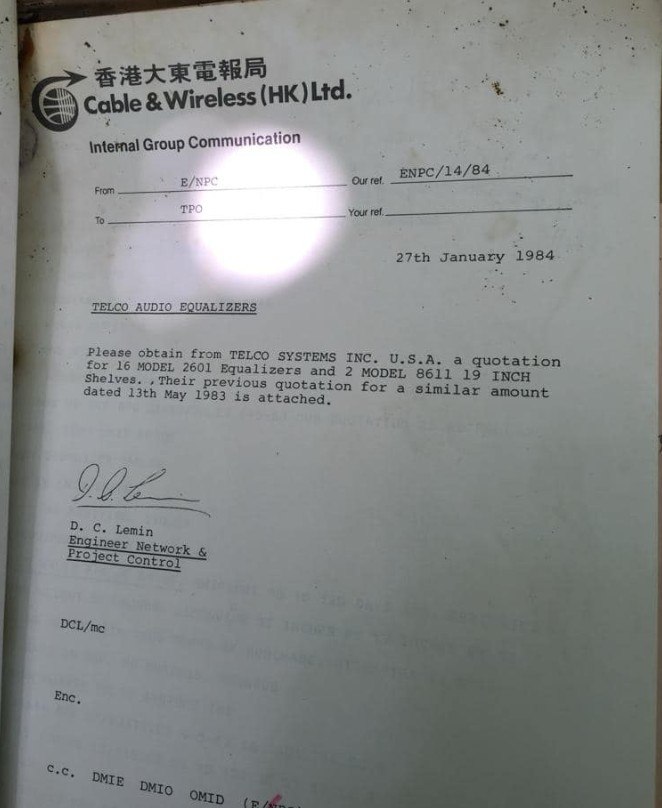 香港大東電報局
Cable & Wireless (HK) Ltd.
Internal Group Communication
From E/NPC Our ref. ENPC/14/84
To TPO Your ref.
27th January 1984
TELCO AUDIO EQUALIZERS
Please obtain from TELCO SYSTEMS INC. U.S.A. a quotation
for 16 MODEL 2601 Equalizers and 2 MODEL 8611 19 INCH
Shelves. Their previous quotation for a similar amount
dated 13th May 1983 is attached.
D. C. Lemin
Engineer Network &
Project Control
DCL/mc
Enc.
c.c. DMIE DMIO OMID